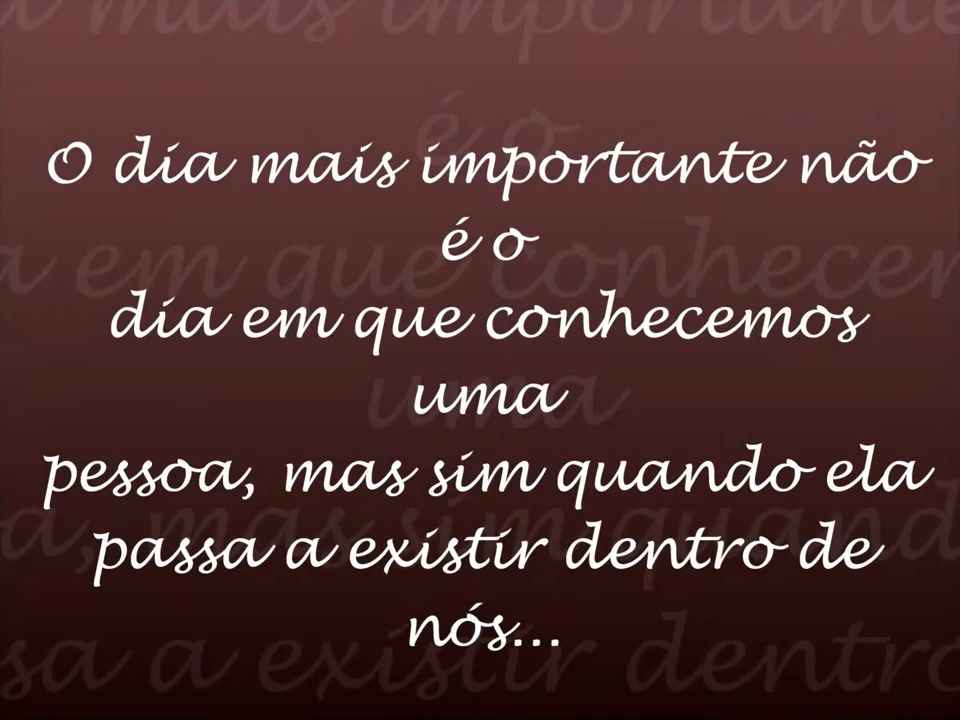 O dia mais importante não
é o
dia em que conhecemos
uma
pessoa, mas sim quando ela
passa a existir dentro de
nós...